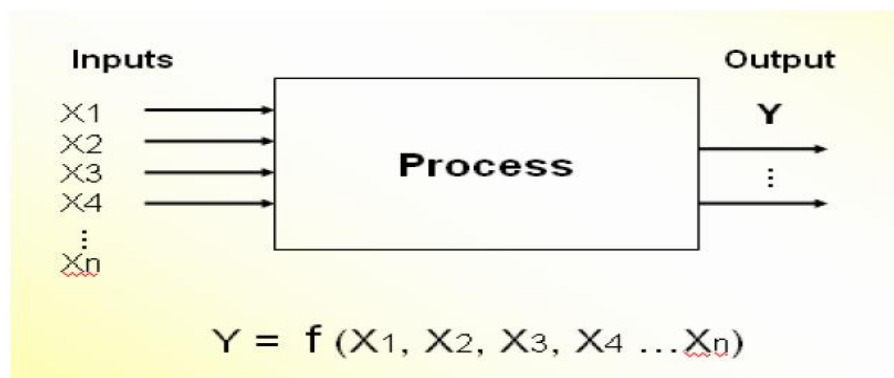 Inputs
Output
X1
X2
X3
X4
⋮
Xn
Process
Y
⋮
Y = f (X1, X2, X3, X4 ...Xn)